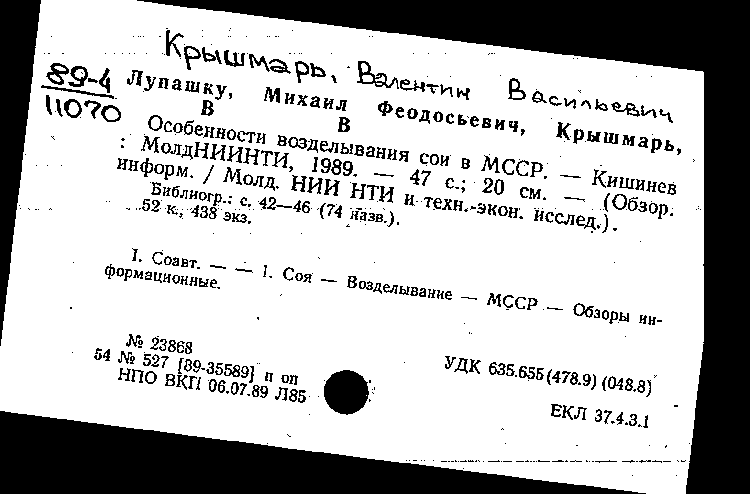 Крышмарь, Валентин Васильевич
89-4
11070
Лупашку, Михаил Феодосьевич, Крышмарь,
В В
Особенности возделывания сои в МССР. — Кишинев
: МолдНИИНТИ, 1989. — 47 с.; 20 см. — (Обзор.
информ. / Молд. НИИ НТИ и техн.-экон. исслед.).
Библиогр.: с. 42—46 (74 назв.).
52 к., 438 экз.
I. Соавт. — — 1. Соя — Возделывание — МССР — Обзоры ин-
формационные.
№ 23868
54 № 527 [89-35589] п оп
НПО ВКП 06.07.89 Л85
УДК 635.655(478.9)(048.8)
ЕКЛ 37.4.3.1